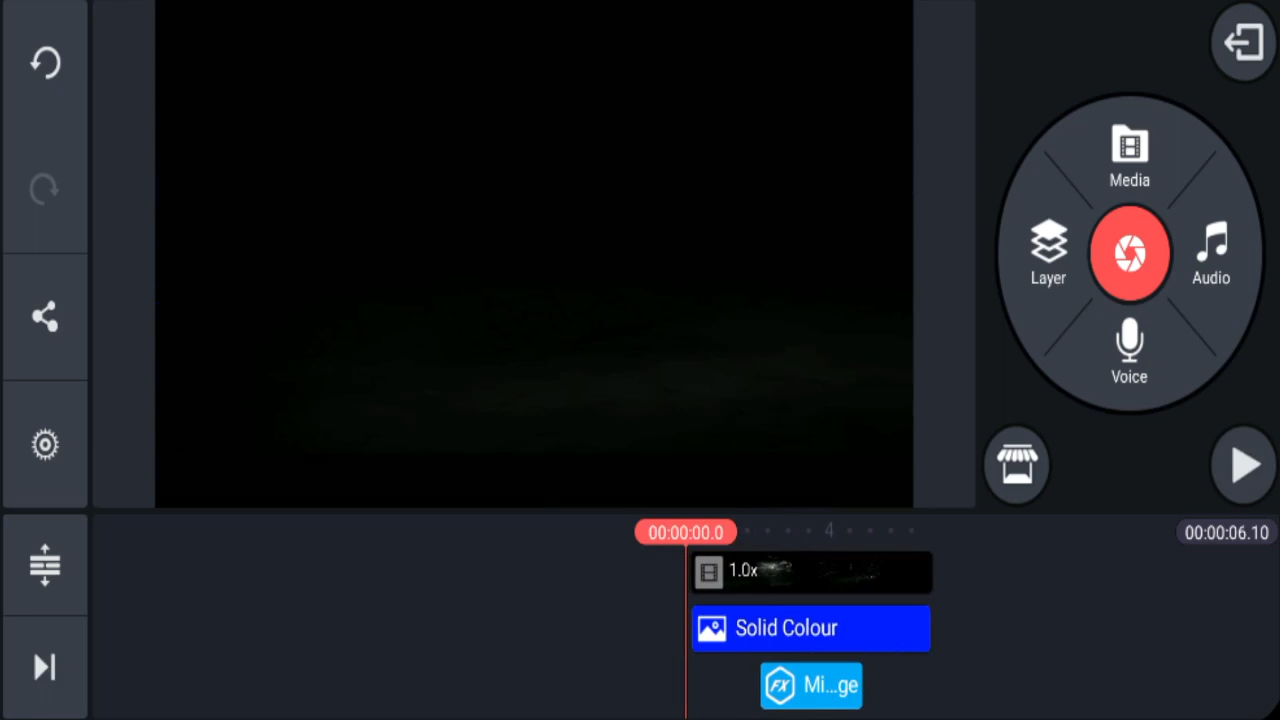 Media
Layer
Audio
Voice
00:00:00.0
4
00:00:06.10
1.0x
Solid Colour
FX Mi...ge